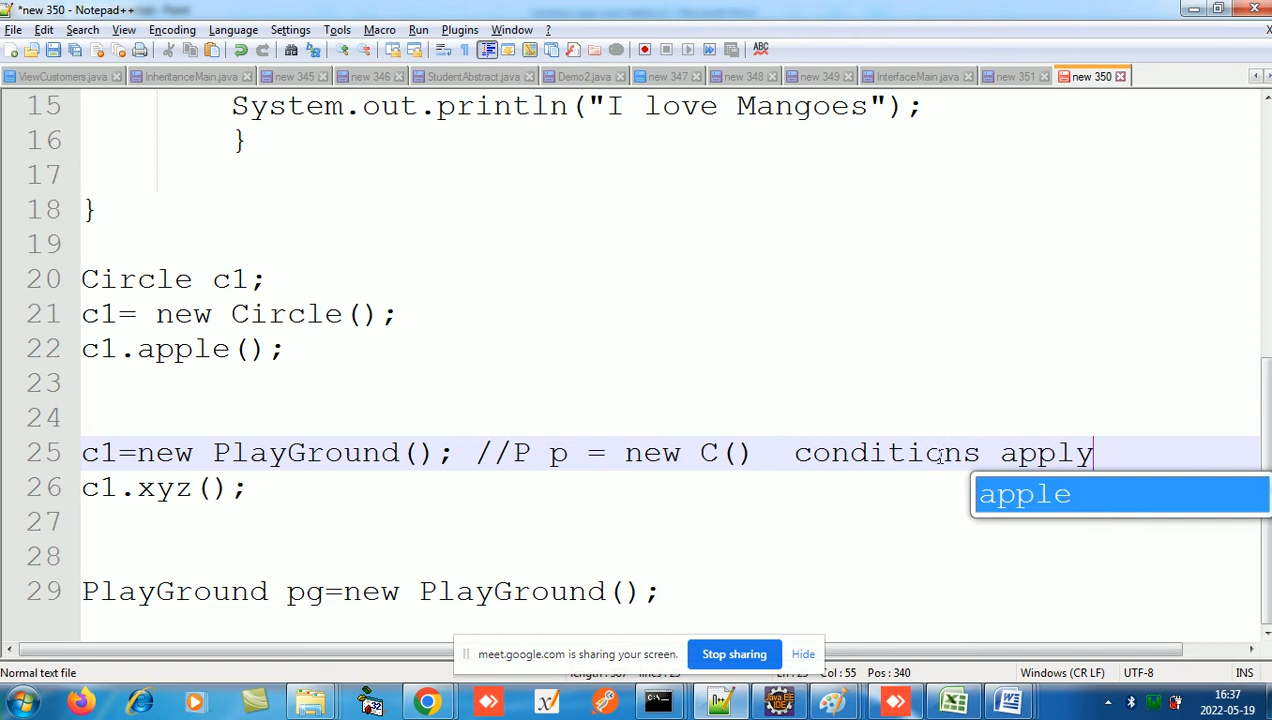 *new 350 - Notepad++
File Edit Search View Encoding Language Settings Tools Macro Run Plugins Window ?
ViewCustomers.java InheritanceMain.java new 345 new 346 StudentAbstract.java Demo2.java new 347 new 348 new 349 InterfaceMain.java new 351 new 350
15 System.out.println("I love Mangoes");
16 }
17
18 }
19
20 Circle c1;
21 c1= new Circle();
22 c1.apple();
23
24
25 c1=new PlayGround(); //P p = new C() conditions apply
apple
26 c1.xyz();
27
28
29 PlayGround pg=new PlayGround();
meet.google.com is sharing your screen. Stop sharing Hide
Normal text file Col : 55 Pos : 340 Windows (CR LF) UTF-8 INS
16:37
2022-05-19